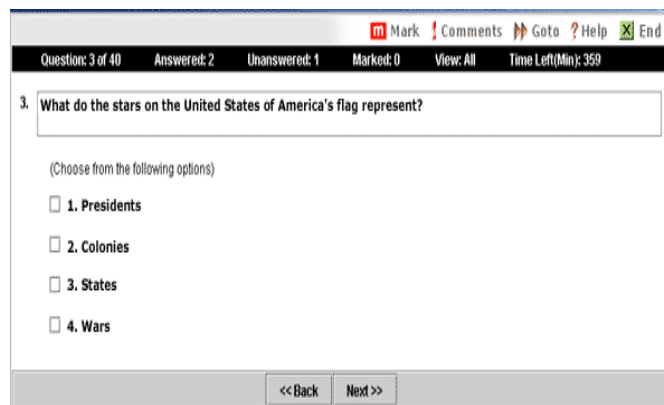 m Mark ! Comments Goto ? Help X End
Question: 3 of 40 Answered: 2 Unanswered: 1 Marked: 0 View: All Time Left(Min): 359
3. What do the stars on the United States of America's flag represent?
(Choose from the following options)
1. Presidents
2. Colonies
3. States
4. Wars
<< Back Next >>